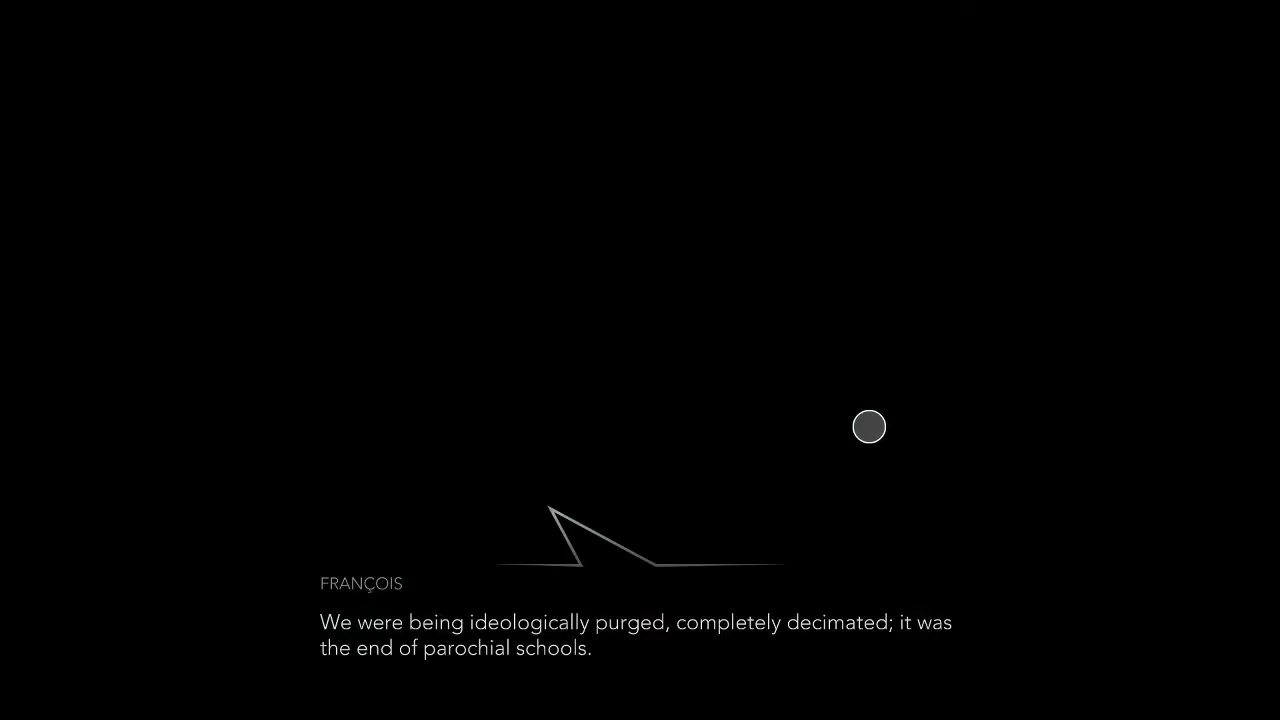 FRANÇOIS
We were being ideologically purged, completely decimated; it was
the end of parochial schools.